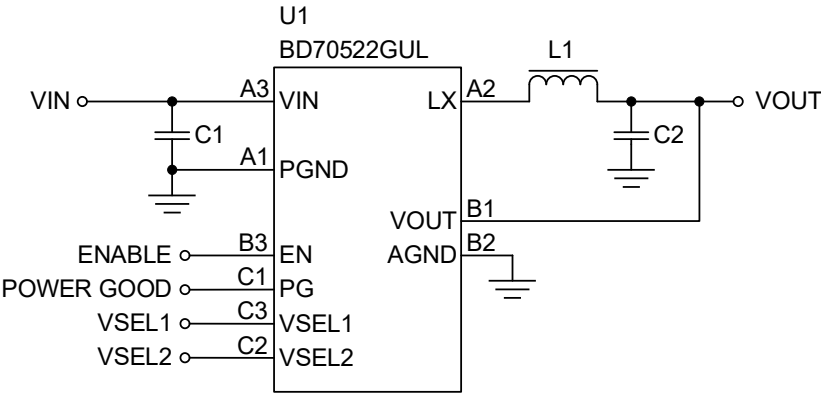 U1
BD70522GUL
L1
VIN
A3
VIN
LX
A2
VOUT
C1
C2
A1
PGND
VOUT
B1
ENABLE
B3
EN
AGND
B2
POWER GOOD
C1
PG
VSEL1
C3
VSEL1
VSEL2
C2
VSEL2